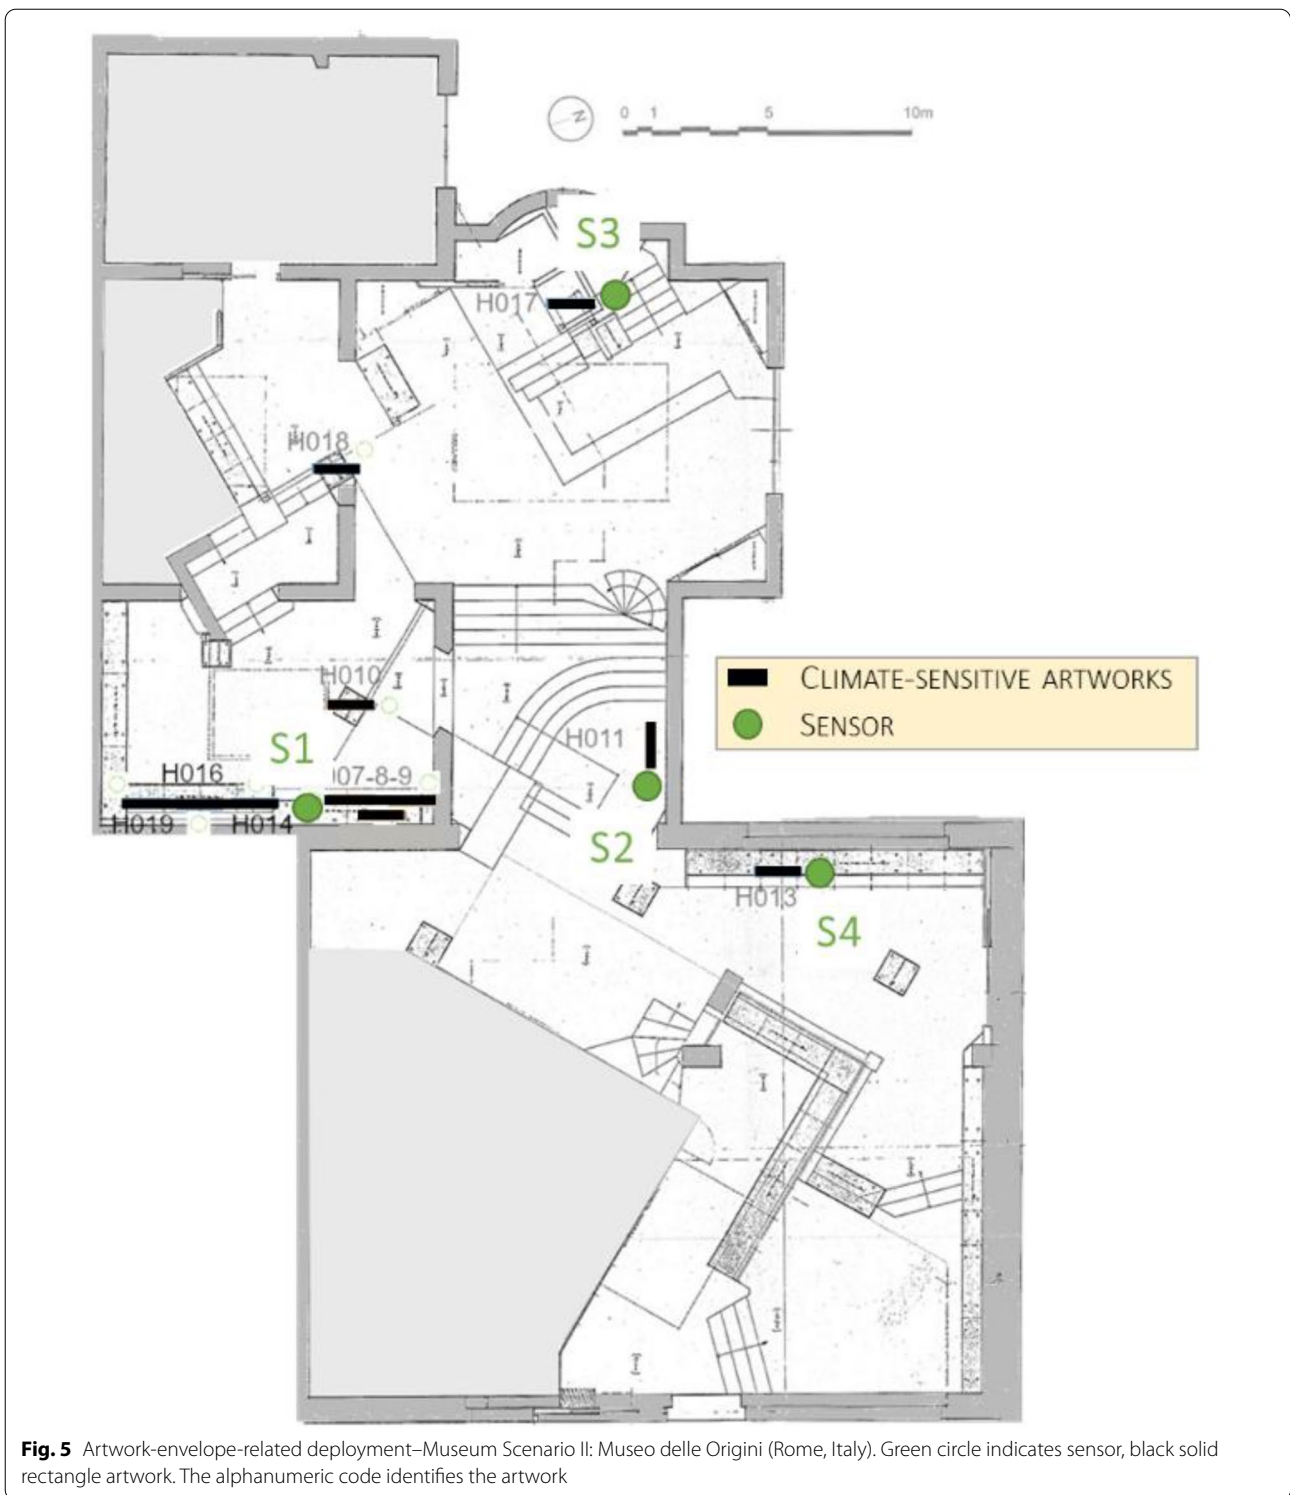 N
0 1 5 10m
S3
H017
H018
H010
H011
S1
H016
07-8-9
H019 H014
S2
H013
S4
CLIMATE-SENSITIVE ARTWORKS
SENSOR
Fig. 5 Artwork-envelope-related deployment–Museum Scenario II: Museo delle Origini (Rome, Italy). Green circle indicates sensor, black solid
rectangle artwork. The alphanumeric code identifies the artwork